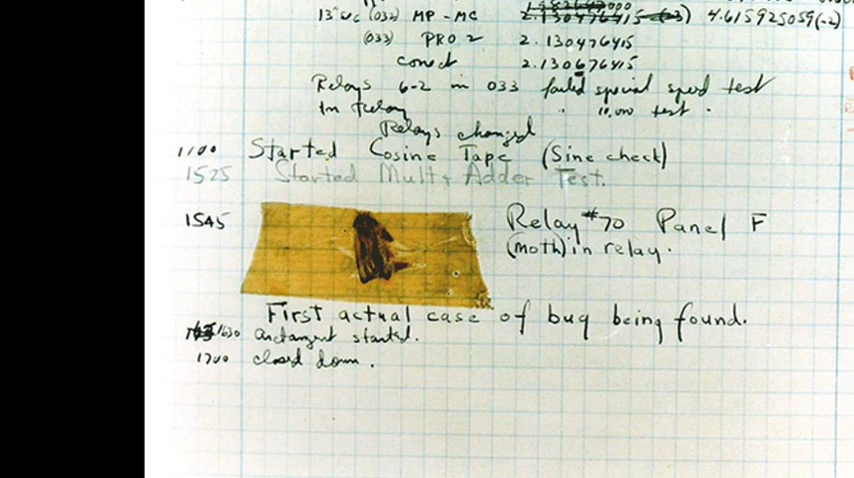 13" uc (032) MP - MC 2.130476415 (-3) 4.615925059(-2)
(033) PRO 2 2.130476415
conect 2.130676415
Relays 6-2 in 033 failed special speed test
In Relay " 10,000 test .
Relays changed
1100 Started Cosine Tape (Sine check)
1525 Started Mult+ Adder Test.
1545 Relay #70 Panel F
(moth) in relay.
First actual case of bug being found.
1630 antangent started.
1700 closed down.